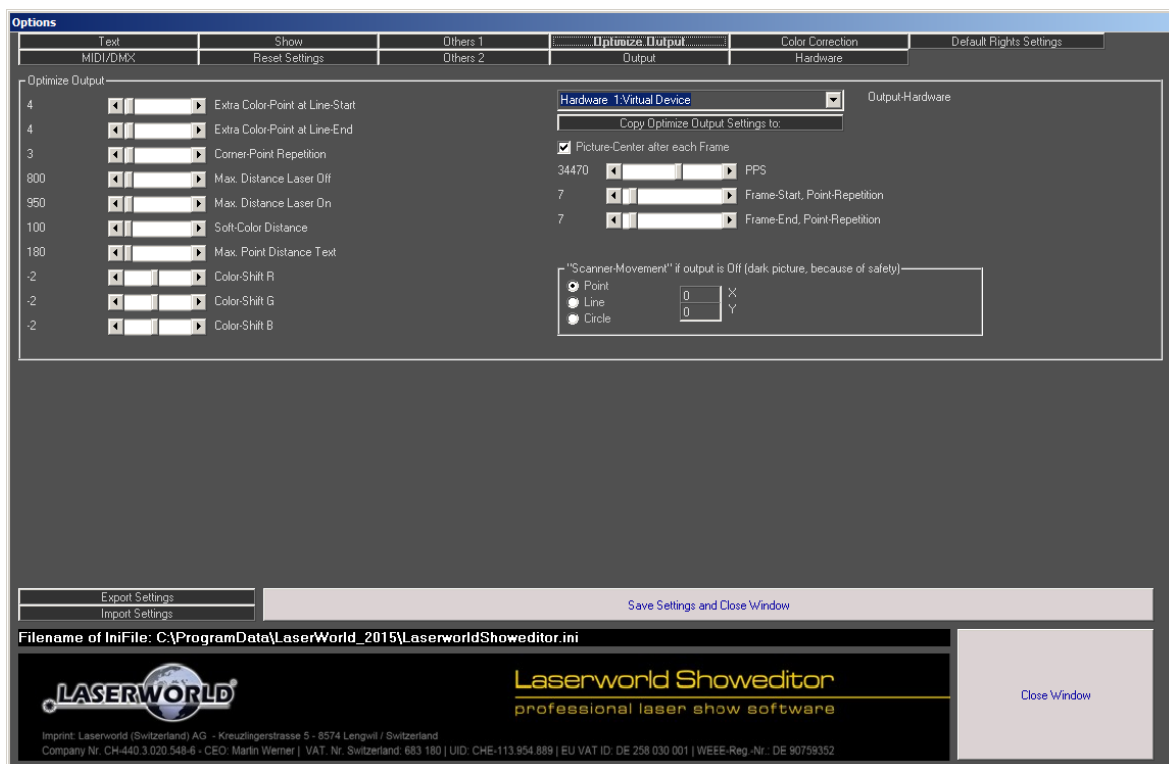 Options
Text Show Others 1 Optimize Output Color Correction Default Rights Settings
MIDI/DMX Reset Settings Others 2 Output Hardware
Optimize Output
4 Extra Color-Point at Line-Start
4 Extra Color-Point at Line-End
3 Corner-Point Repetition
800 Max. Distance Laser Off
950 Max. Distance Laser On
100 Soft-Color Distance
180 Max. Point Distance Text
-2 Color-Shift R
-2 Color-Shift G
-2 Color-Shift B
Hardware 1:Virtual Device Output-Hardware
Copy Optimize Output Settings to:
Picture-Center after each Frame
34470 PPS
7 Frame-Start, Point-Repetition
7 Frame-End, Point-Repetition
"Scanner-Movement" if output is Off (dark picture, because of safety)
Point
Line
Circle
0 X
0 Y
Export Settings
Import Settings
Save Settings and Close Window
Filename of IniFile: C:\ProgramData\LaserWorld_2015\LaserworldShoweditor.ini
LASERWORLD
Laserworld Showeditor
professional laser show software
Close Window
Imprint: Laserworld (Switzerland) AG - Kreuzlingerstrasse 5 - 8574 Lengwil / Switzerland
Company Nr. CH-440.3.020.548-6 - CEO: Martin Werner | VAT. Nr. Switzerland: 683 180 | UID: CHE-113.954.889 | EU VAT ID: DE 258 030 001 | WEEE-Reg.-Nr.: DE 90759352